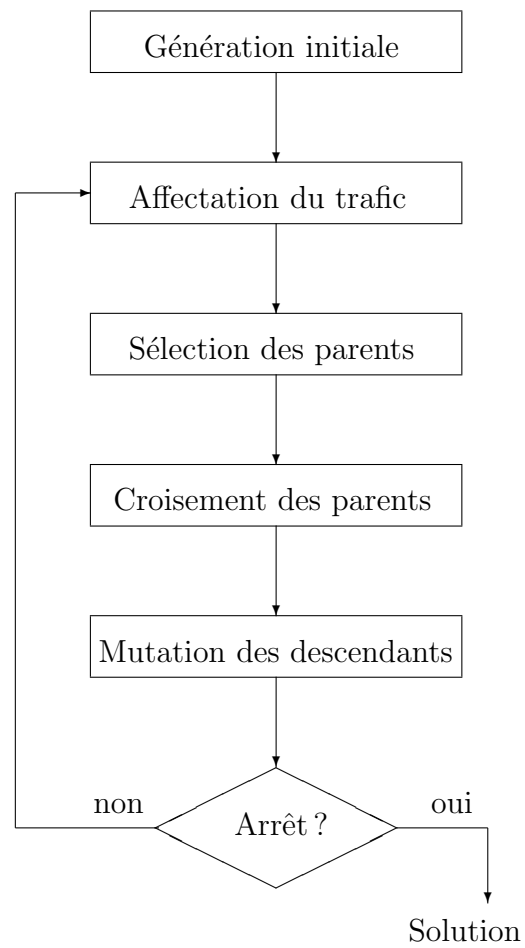 Génération initiale
Affectation du trafic
Sélection des parents
Croisement des parents
Mutation des descendants
non
Arrêt ?
oui
Solution